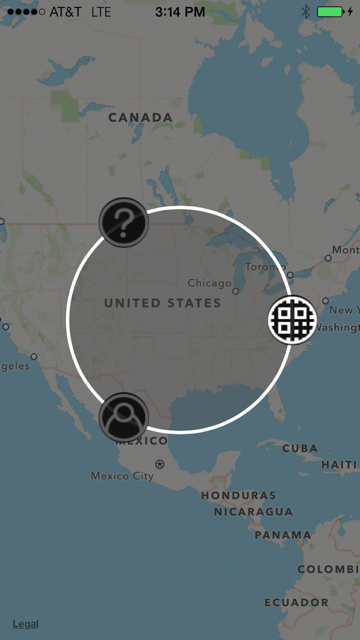 AT&T LTE 3:14 PM
CANADA
?
Toron
Mont
Chicago
UNITED STATES
New Y
Washingt
geles
MEXICO
Mexico City
CUBA
HAITI
HONDURAS
NICARAGUA
PANAMA
COLOMBI
ECUADOR
Legal